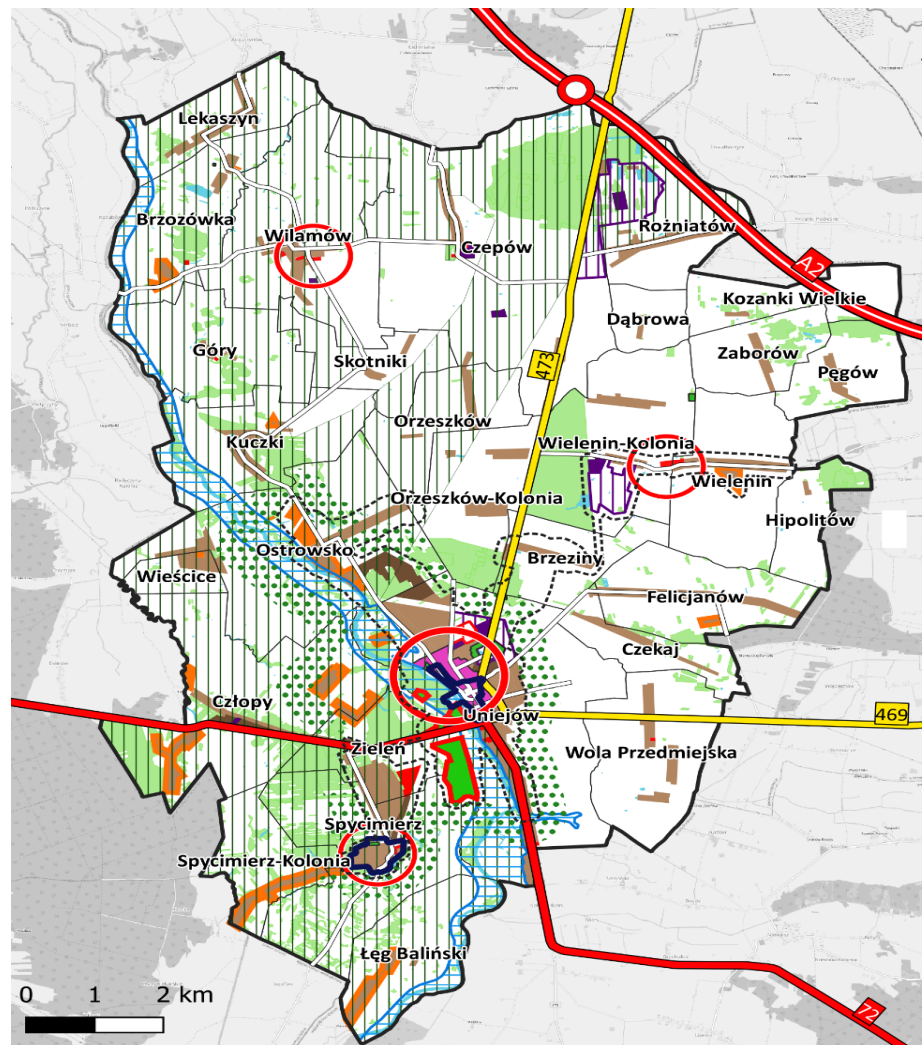 Lekaszyn
Brzozówka
Wilamów
Czepów
Rożniatów
A2
Kozanki Wielkie
Dąbrowa
Zaborów
Pęgów
Góry
Skotniki
473
Orzeszków
Kuczki
Wielenin-Kolonia
Wielenin
Orzeszków-Kolonia
Hipolitów
Ostrowsko
Brzeziny
Wieścice
Felicjanów
Czekaj
Człopy
Uniejów
469
Zieleń
Wola Przedmiejska
Spycimierz
Spycimierz-Kolonia
Łęg Baliński
0 1 2 km
72